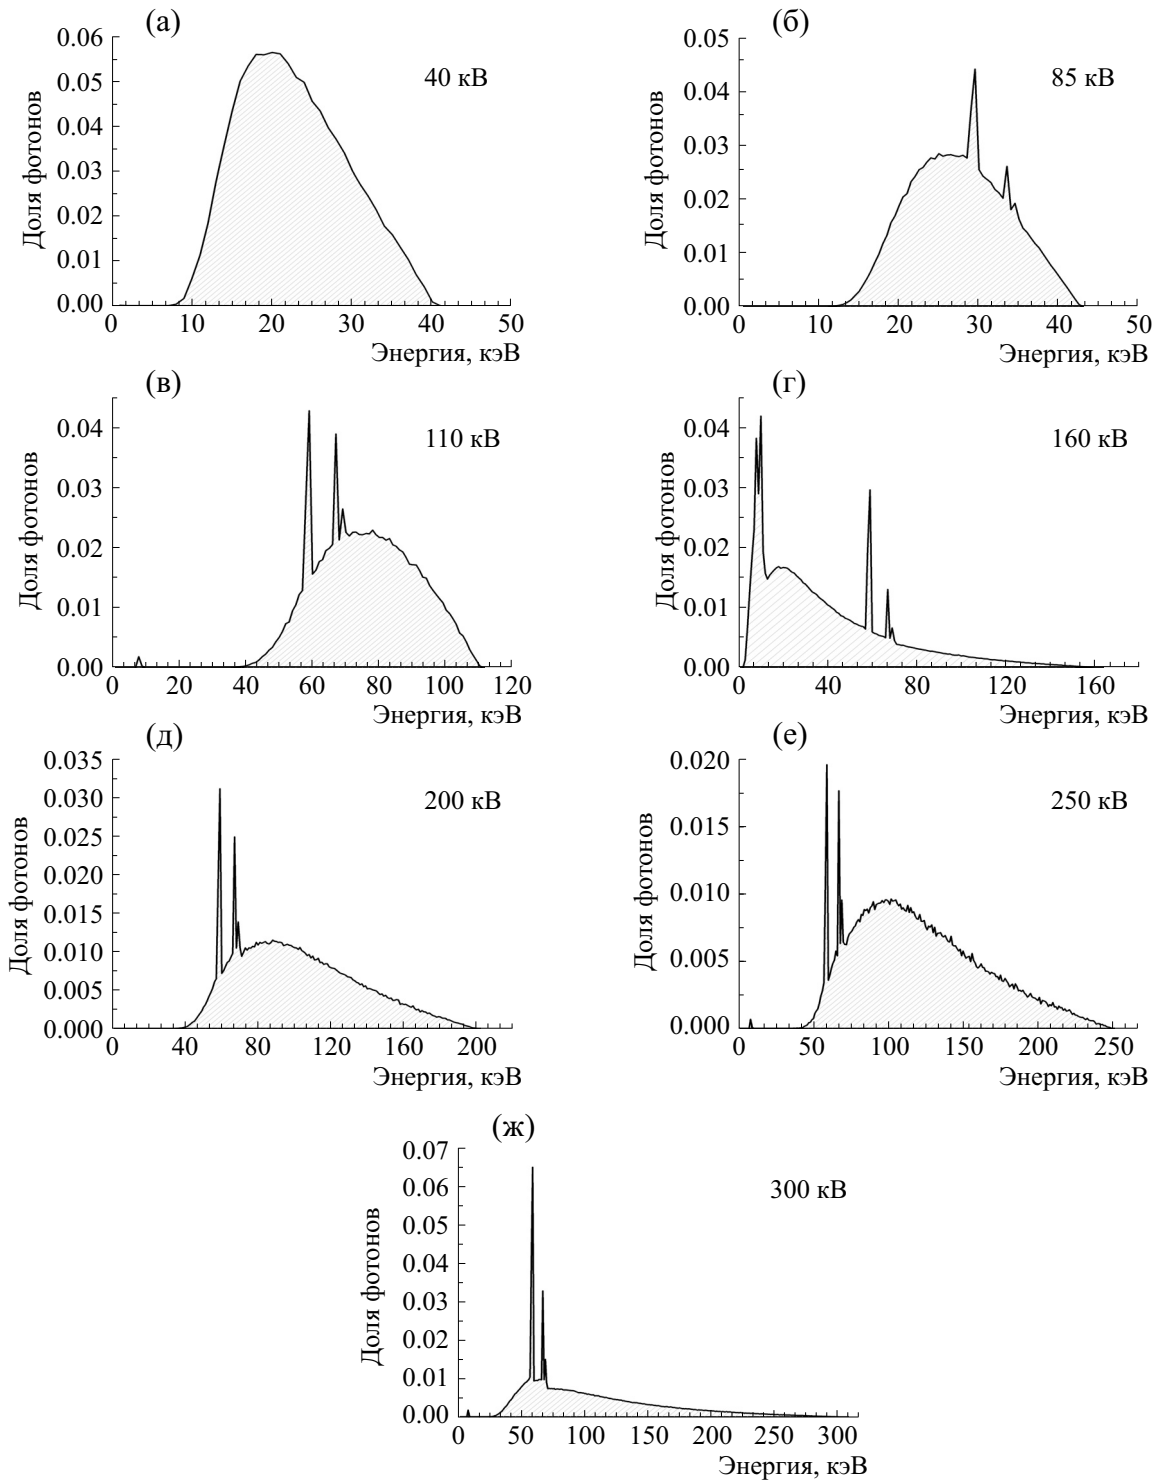 (а)
0.06
0.05
0.04
0.03
0.02
0.01
0.00
Доля фотонов
40 кВ
0 10 20 30 40 50
Энергия, кэВ
(б)
0.05
0.04
0.03
0.02
0.01
0.00
Доля фотонов
85 кВ
0 10 20 30 40 50
Энергия, кэВ
(в)
0.04
0.03
0.02
0.01
0.00
Доля фотонов
110 кВ
0 20 40 60 80 100 120
Энергия, кэВ
(г)
0.04
0.03
0.02
0.01
0.00
Доля фотонов
160 кВ
0 40 80 120 160
Энергия, кэВ
(д)
0.035
0.030
0.025
0.020
0.015
0.010
0.005
0.000
Доля фотонов
200 кВ
0 40 80 120 160 200
Энергия, кэВ
(е)
0.020
0.015
0.010
0.005
0.000
Доля фотонов
250 кВ
0 50 100 150 200 250
Энергия, кэВ
(ж)
0.07
0.06
0.05
0.04
0.03
0.02
0.01
0.00
Доля фотонов
300 кВ
0 50 100 150 200 250 300
Энергия, кэВ